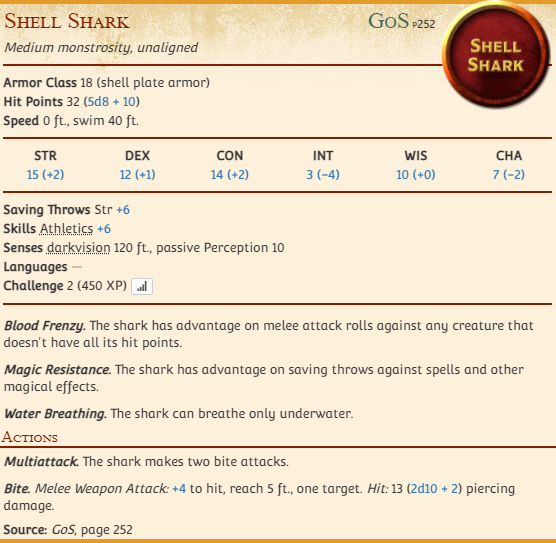 Shell Shark GoS p252
SHELL
SHARK
Medium monstrosity, unaligned
Armor Class 18 (shell plate armor)
Hit Points 32 (5d8 + 10)
Speed 0 ft., swim 40 ft.
STR DEX CON INT WIS CHA
15 (+2) 12 (+1) 14 (+2) 3 (−4) 10 (+0) 7 (−2)
Saving Throws Str +6
Skills Athletics +6
Senses darkvision 120 ft., passive Perception 10
Languages —
Challenge 2 (450 XP)
Blood Frenzy. The shark has advantage on melee attack rolls against any creature that
doesn't have all its hit points.
Magic Resistance. The shark has advantage on saving throws against spells and other
magical effects.
Water Breathing. The shark can breathe only underwater.
Actions
Multiattack. The shark makes two bite attacks.
Bite. Melee Weapon Attack: +4 to hit, reach 5 ft., one target. Hit: 13 (2d10 + 2) piercing
damage.
Source: GoS, page 252